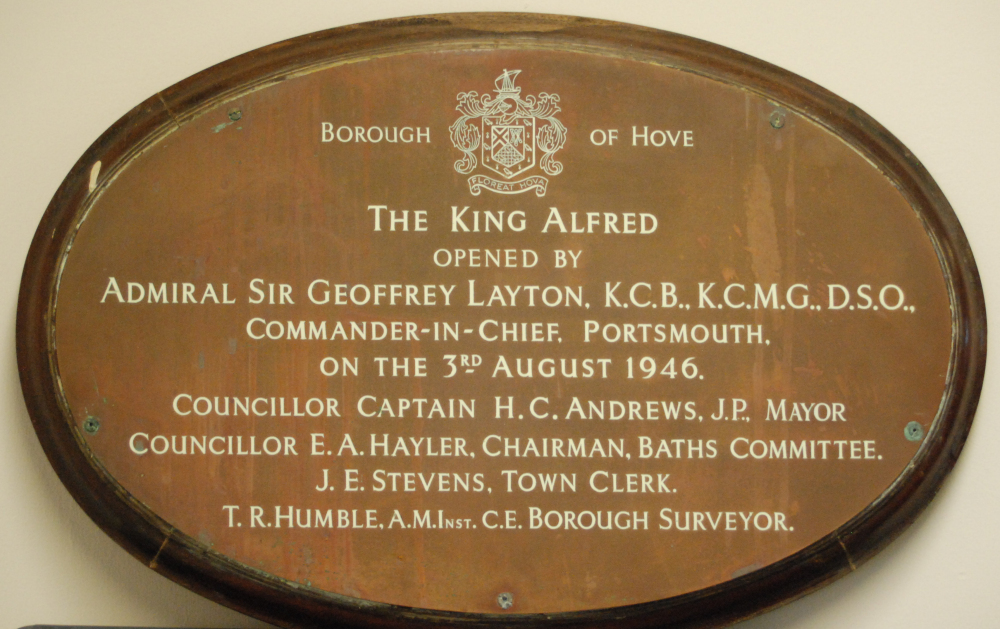 BOROUGH OF HOVE
FLOREAT HOVA
THE KING ALFRED
OPENED BY
ADMIRAL SIR GEOFFREY LAYTON, K.C.B., K.C.M.G., D.S.O.,
COMMANDER-IN-CHIEF, PORTSMOUTH,
ON THE 3RD AUGUST 1946.
COUNCILLOR CAPTAIN H.C. ANDREWS, J.P., MAYOR
COUNCILLOR E.A. HAYLER, CHAIRMAN, BATHS COMMITTEE.
J.E. STEVENS, TOWN CLERK.
T.R. HUMBLE, A.M.INST. C.E. BOROUGH SURVEYOR.